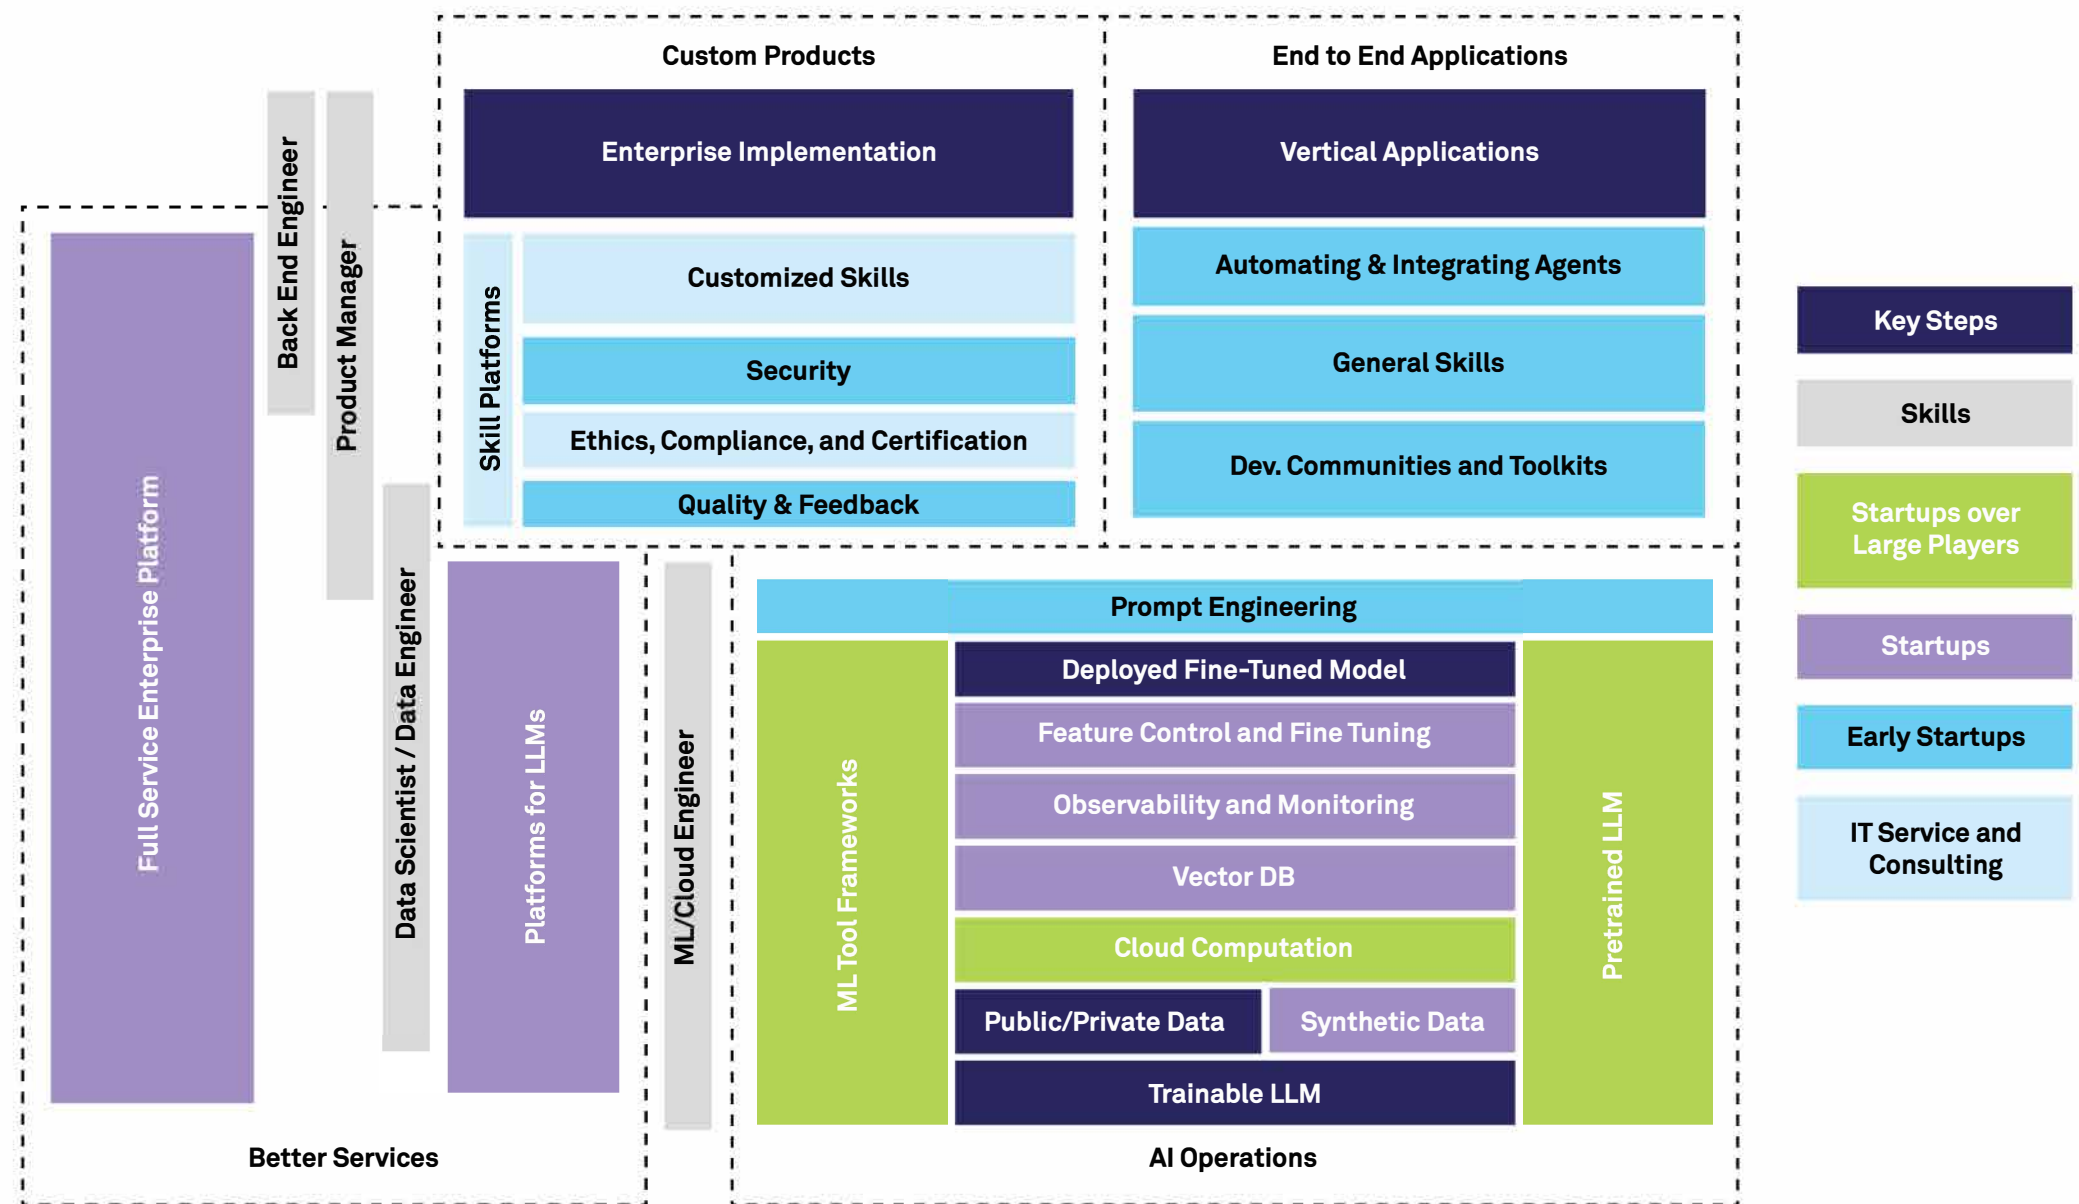 Custom Products
End to End Applications
Enterprise Implementation
Vertical Applications
Back End Engineer
Product Manager
Full Service Enterprise Platform
Skill Platforms
Customized Skills
Security
Ethics, Compliance, and Certification
Quality & Feedback
Automating & Integrating Agents
General Skills
Dev. Communities and Toolkits
Data Scientist / Data Engineer
Platforms for LLMs
ML/Cloud Engineer
Prompt Engineering
ML Tool Frameworks
Deployed Fine-Tuned Model
Feature Control and Fine Tuning
Observability and Monitoring
Vector DB
Cloud Computation
Public/Private Data
Synthetic Data
Trainable LLM
Pretrained LLM
Better Services
AI Operations
Key Steps
Skills
Startups over
Large Players
Startups
Early Startups
IT Service and
Consulting